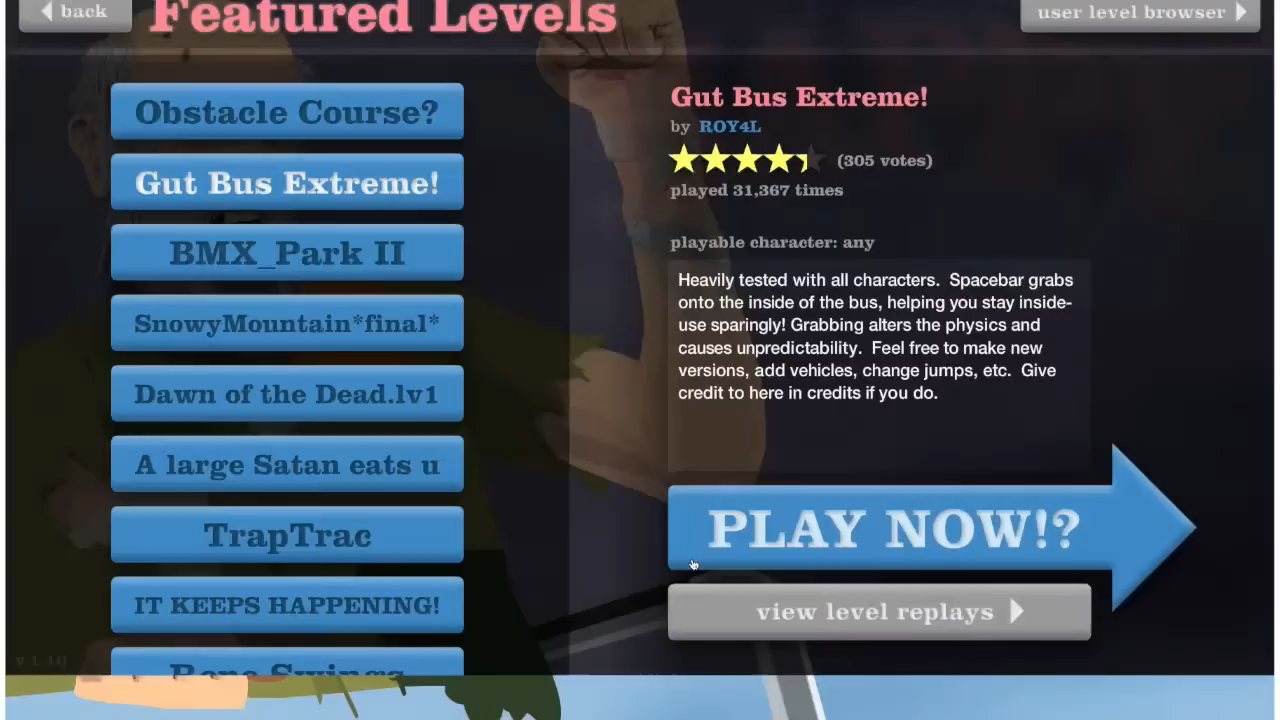 back
Featured Levels
user level browser
Obstacle Course?
Gut Bus Extreme!
BMX_Park II
SnowyMountain*final*
Dawn of the Dead.lv1
A large Satan eats u
TrapTrac
IT KEEPS HAPPENING!
Rope Swings
v 1.10
Gut Bus Extreme!
by ROY4L
(305 votes)
played 31,367 times
playable character: any
Heavily tested with all characters. Spacebar grabs
onto the inside of the bus, helping you stay inside-
use sparingly! Grabbing alters the physics and
causes unpredictability. Feel free to make new
versions, add vehicles, change jumps, etc. Give
credit to here in credits if you do.
PLAY NOW!?
view level replays